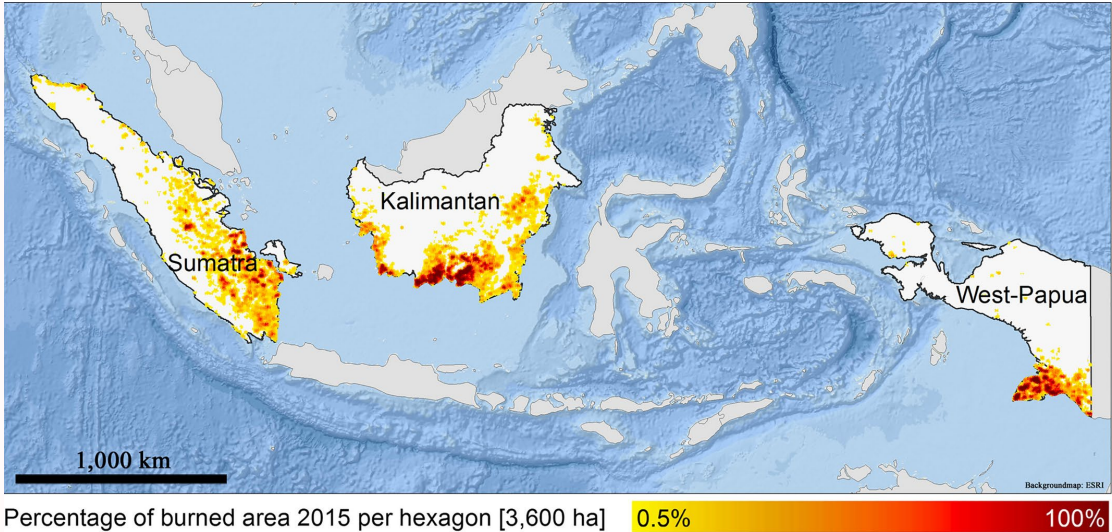 Kalimantan
Sumatra
West-Papua
1,000 km
Backgroundmap: ESRI
Percentage of burned area 2015 per hexagon [3,600 ha]
0.5%
100%